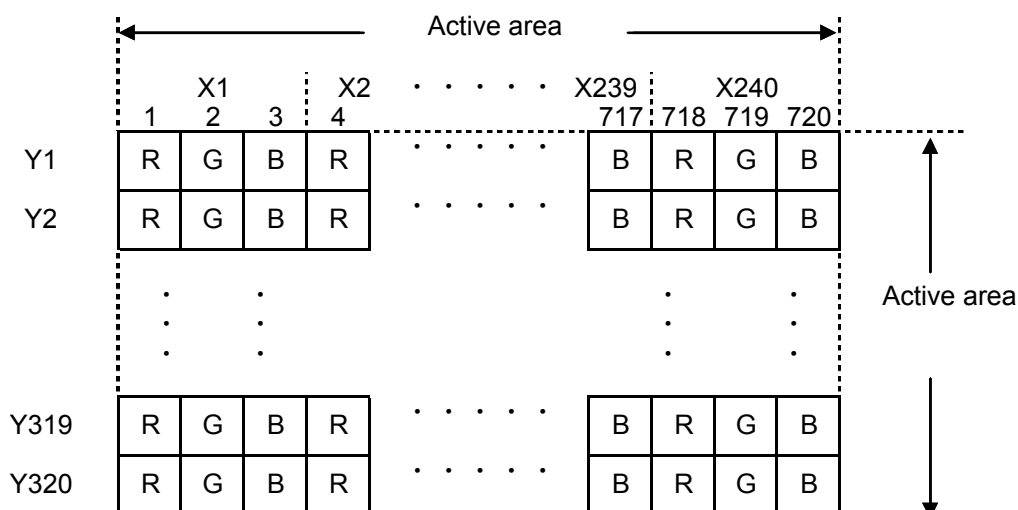 Active area
X1 X2 · · · · · X239 X240
1 2 3 4 717 718 719 720
Y1 R G B R · · · · · B R G B
Y2 R G B R · · · · · B R G B
· · · ·
· · · ·
Active area
· · · ·
Y319 R G B R · · · · · B R G B
Y320 R G B R · · · · · B R G B